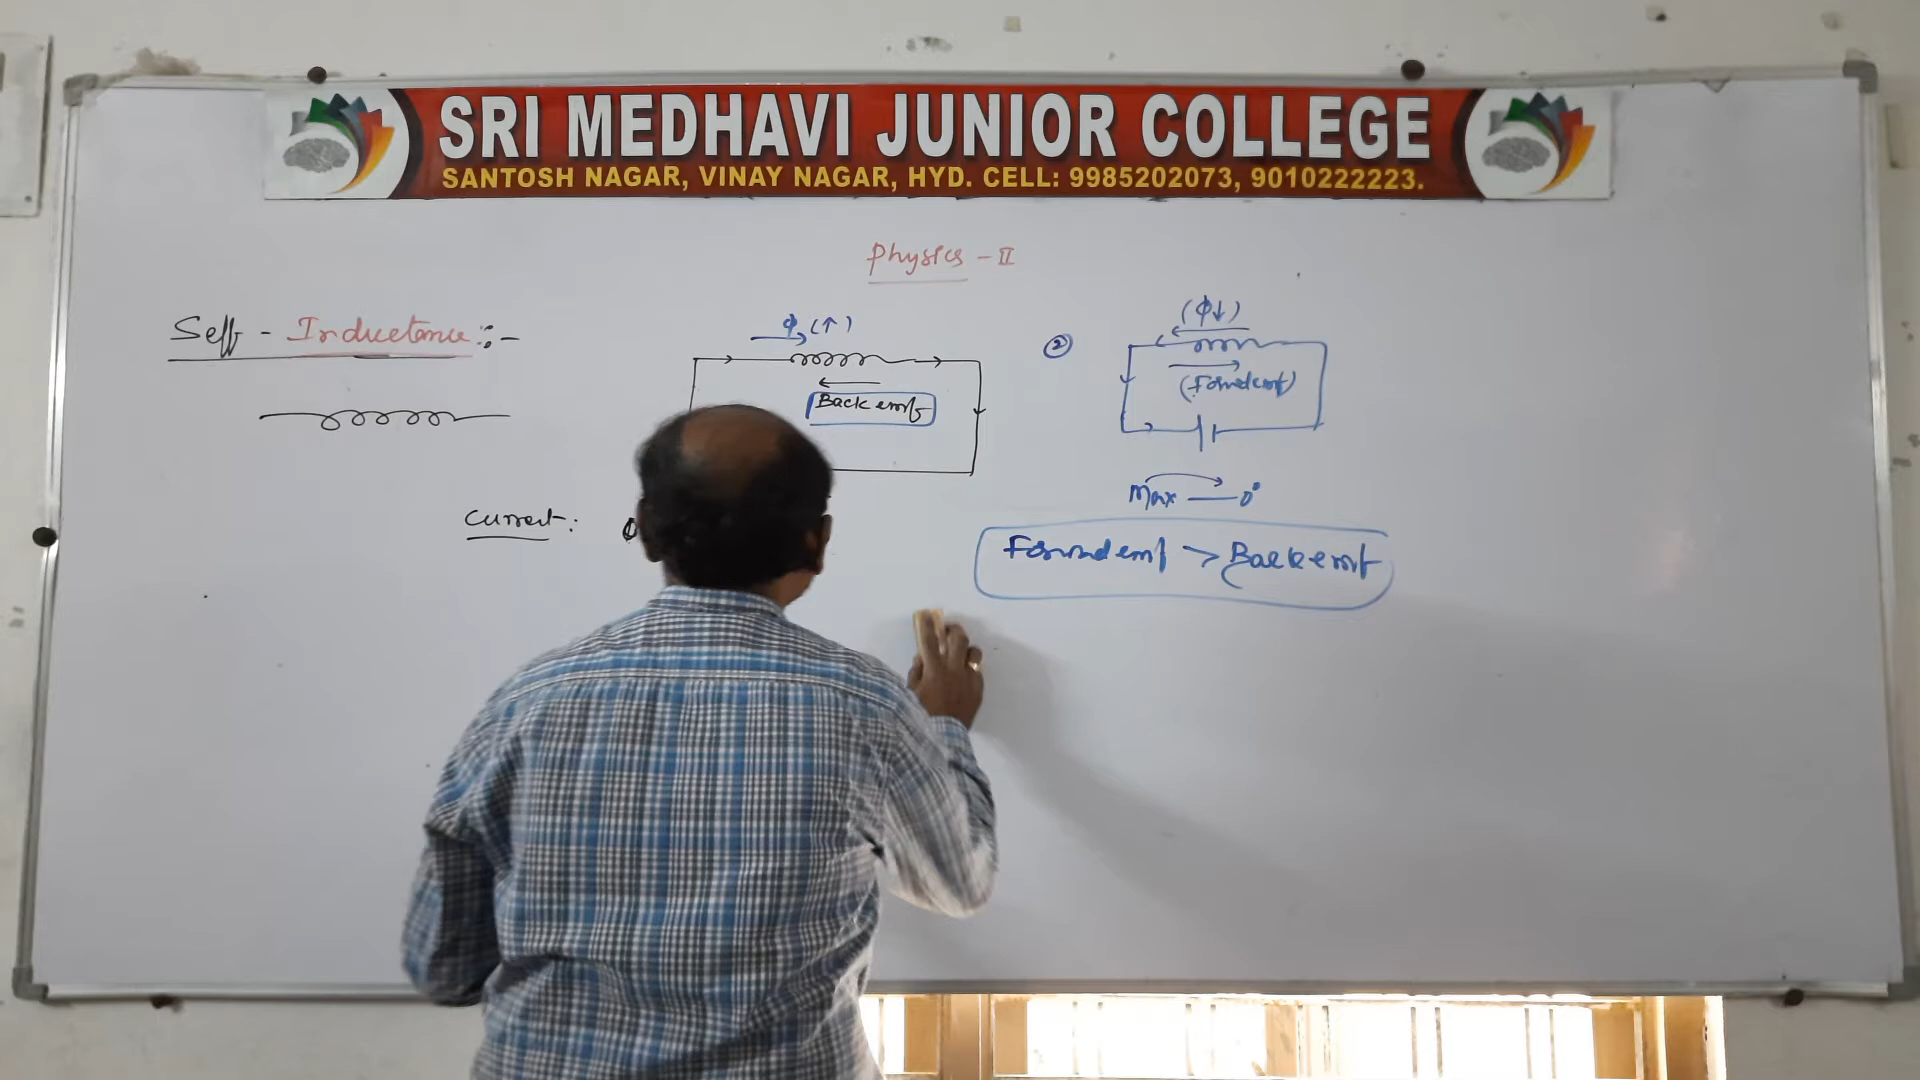 SRI MEDHAVI JUNIOR COLLEGE
SANTOSH NAGAR, VINAY NAGAR, HYD. CELL: 9985202073, 9010222223.
Physics - II
Self - Inductance :-
ϕ (↑)
Back emf
②
(ϕ↓)
(Forward emf)
Max — 0
Current :
Forward emf > Back emf